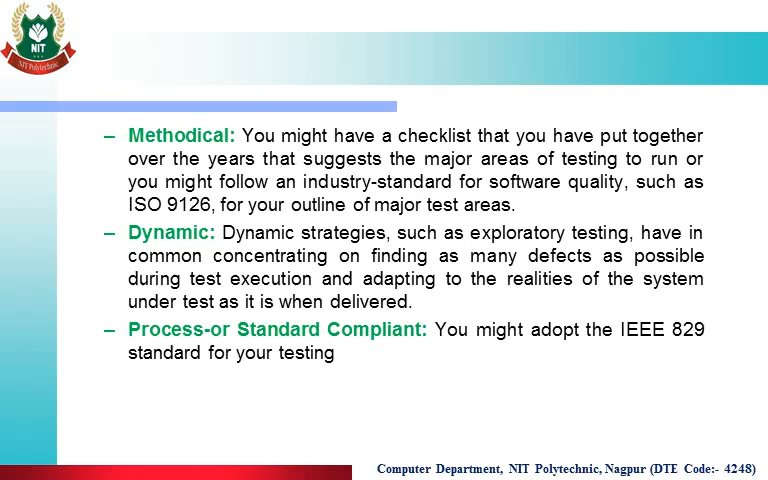 NIT
NIT Polytechnic
– Methodical: You might have a checklist that you have put together
over the years that suggests the major areas of testing to run or
you might follow an industry-standard for software quality, such as
ISO 9126, for your outline of major test areas.
– Dynamic: Dynamic strategies, such as exploratory testing, have in
common concentrating on finding as many defects as possible
during test execution and adapting to the realities of the system
under test as it is when delivered.
– Process-or Standard Compliant: You might adopt the IEEE 829
standard for your testing
Computer Department, NIT Polytechnic, Nagpur (DTE Code:- 4248)